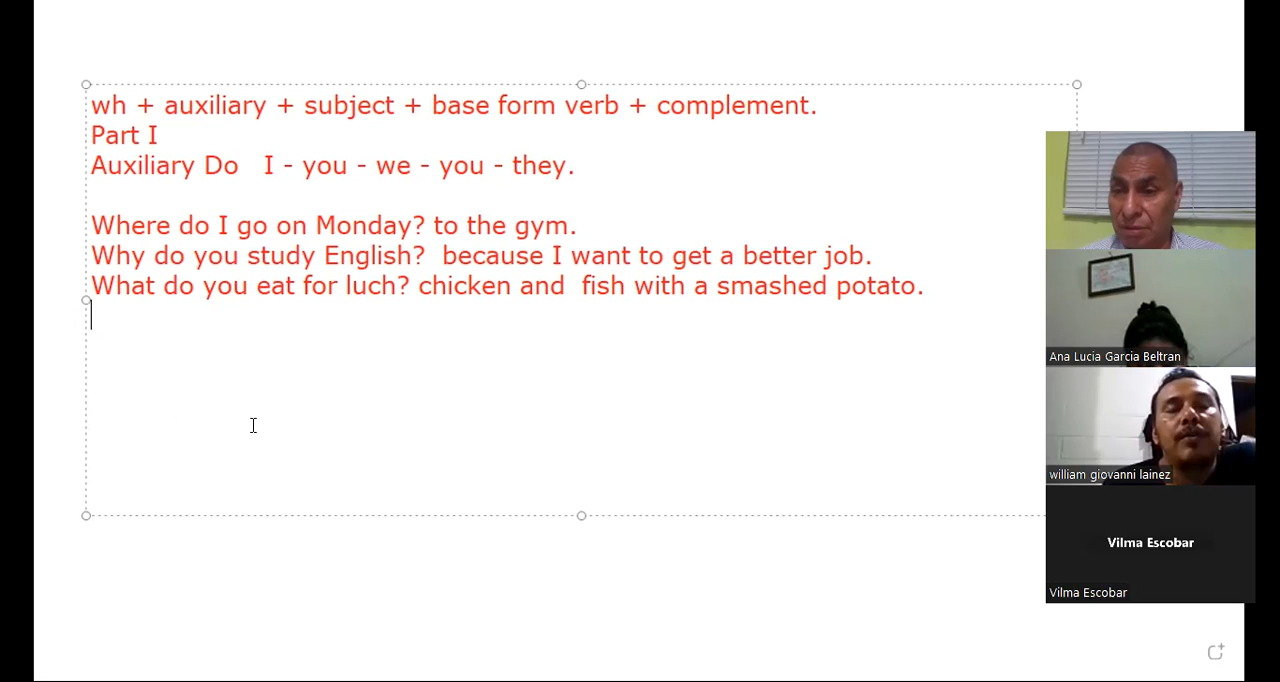 wh + auxiliary + subject + base form verb + complement.
Part I
Auxiliary Do   I - you - we - you - they.
Where do I go on Monday? to the gym.
Why do you study English?  because I want to get a better job.
What do you eat for luch? chicken and  fish with a smashed potato.
Ana Lucia Garcia Beltran
william giovanni lainez
Vilma Escobar
Vilma Escobar